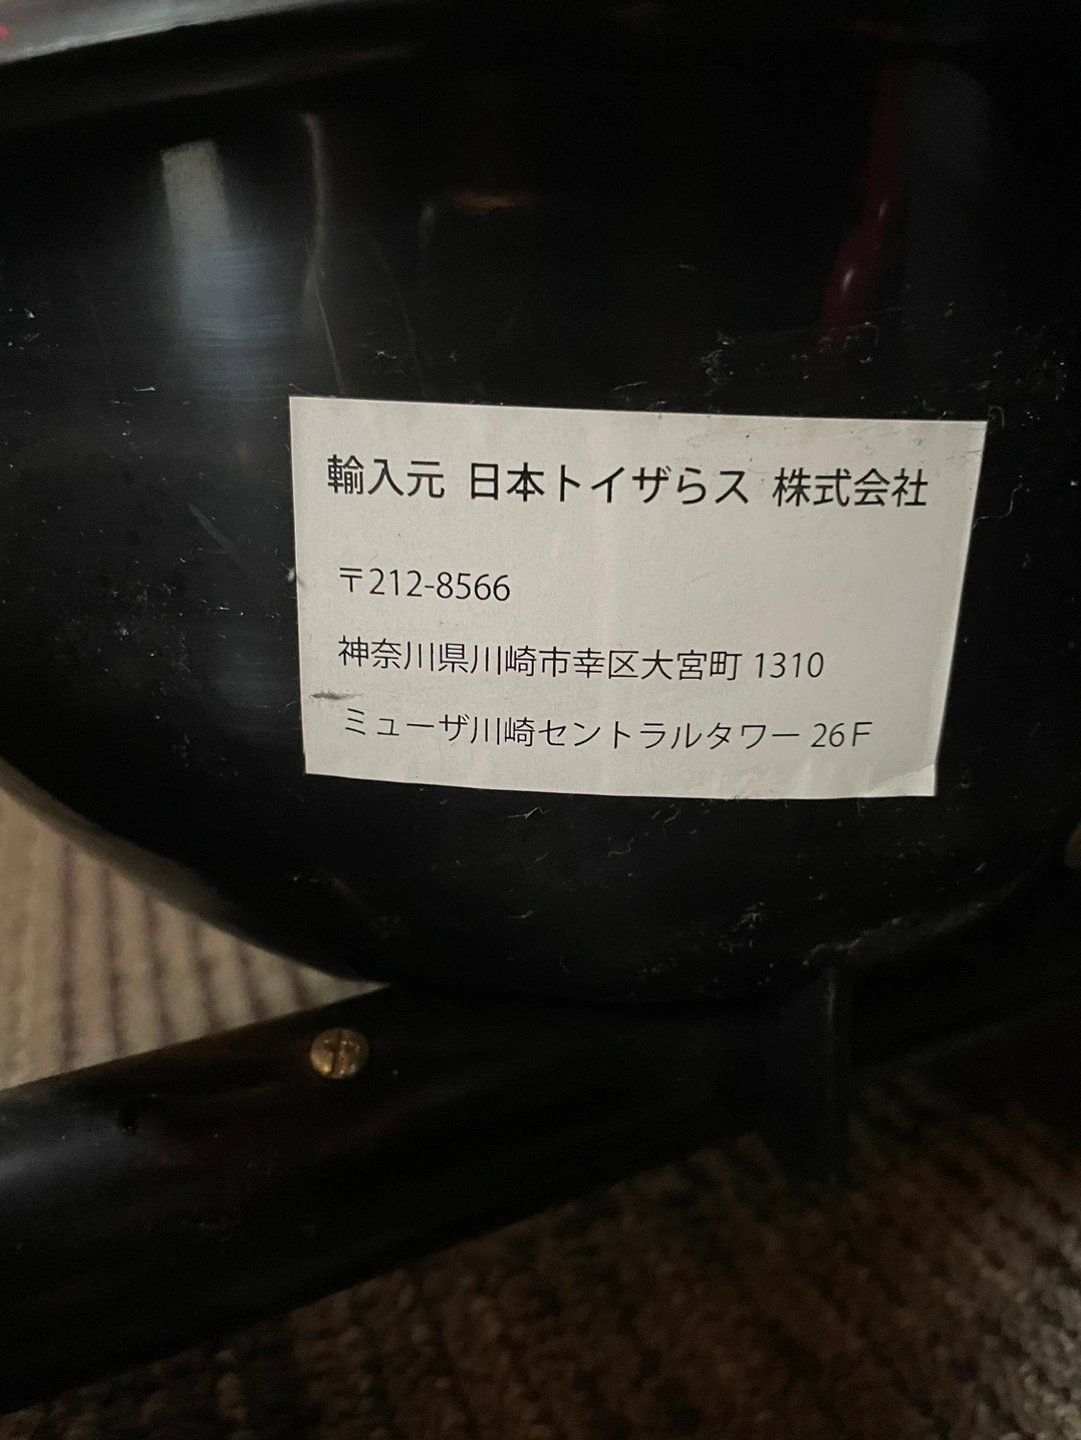 輸入元 日本トイザらス 株式会社
〒212-8566
神奈川県川崎市幸区大宮町 1310
ミューザ川崎セントラルタワー 26F